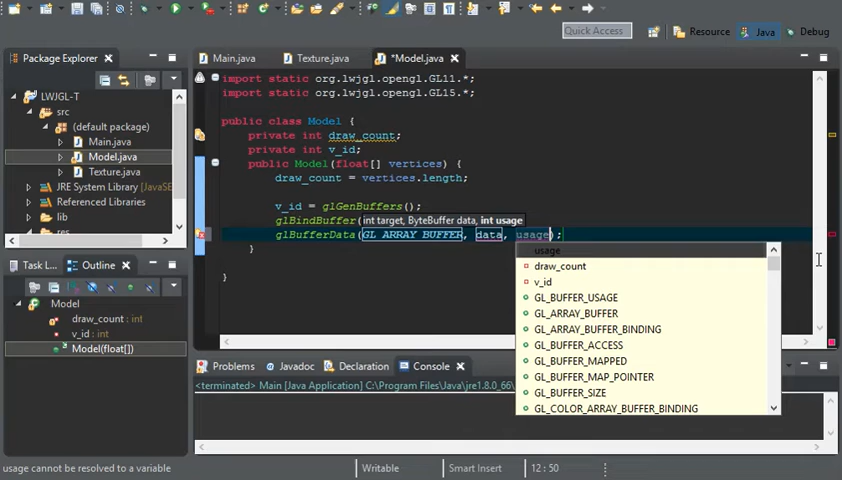 Quick Access
Resource
Java
Debug
Package Explorer
LWJGL-T
src
(default package)
Main.java
Model.java
Texture.java
JRE System Library [JavaSE
Referenced Libraries
lib
res
Task L...
Outline
Model
draw_count : int
v_id : int
Model(float[])
Main.java
Texture.java
*Model.java
import static org.lwjgl.opengl.GL11.*;
import static org.lwjgl.opengl.GL15.*;
public class Model {
private int draw_count;
private int v_id;
public Model(float[] vertices) {
draw_count = vertices.length;
v_id = glGenBuffers();
glBindBuffer(
int target, ByteBuffer data, int usage
glBufferData(GL_ARRAY_BUFFER, data, usage);
}
}
usage
draw_count
v_id
GL_BUFFER_USAGE
GL_ARRAY_BUFFER
GL_ARRAY_BUFFER_BINDING
GL_BUFFER_ACCESS
GL_BUFFER_MAPPED
GL_BUFFER_MAP_POINTER
GL_BUFFER_SIZE
GL_COLOR_ARRAY_BUFFER_BINDING
Problems
Javadoc
Declaration
Console
<terminated> Main [Java Application] C:\Program Files\Java\jre1.8.0_66\
usage cannot be resolved to a variable
Writable
Smart Insert
12 : 50